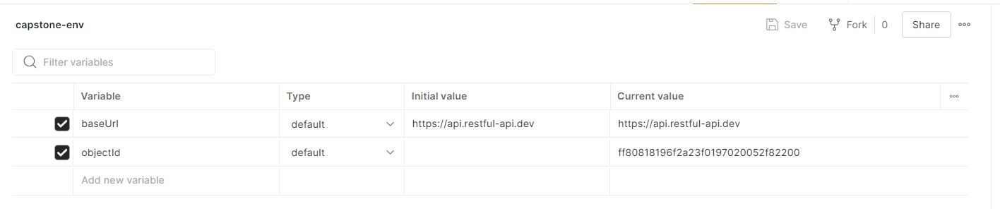 capstone-env
Save Fork 0 Share
Filter variables
Variable Type Initial value Current value
baseUrl default https://api.restful-api.dev https://api.restful-api.dev
objectId default ff80818196f2a23f0197020052f82200
Add new variable